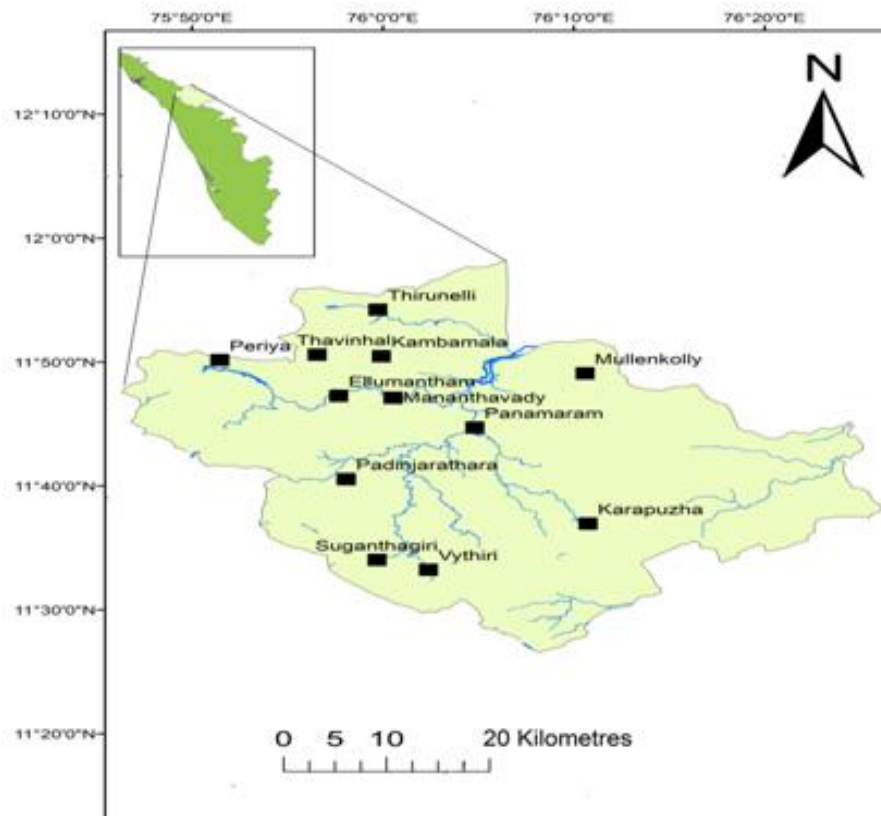 75°50'0"E 76°0'0"E 76°10'0"E 76°20'0"E
N
12°10'0"N
12°0'0"N
Thirunelli
Thavinhal Kambamala
Periya
11°50'0"N
Mullenkolly
Ellumantham
Mananthavady
Panamaram
Padinjarathara
11°40'0"N
Karapuzha
Suganthagiri
Vythiri
11°30'0"N
11°20'0"N
0 5 10 20 Kilometres